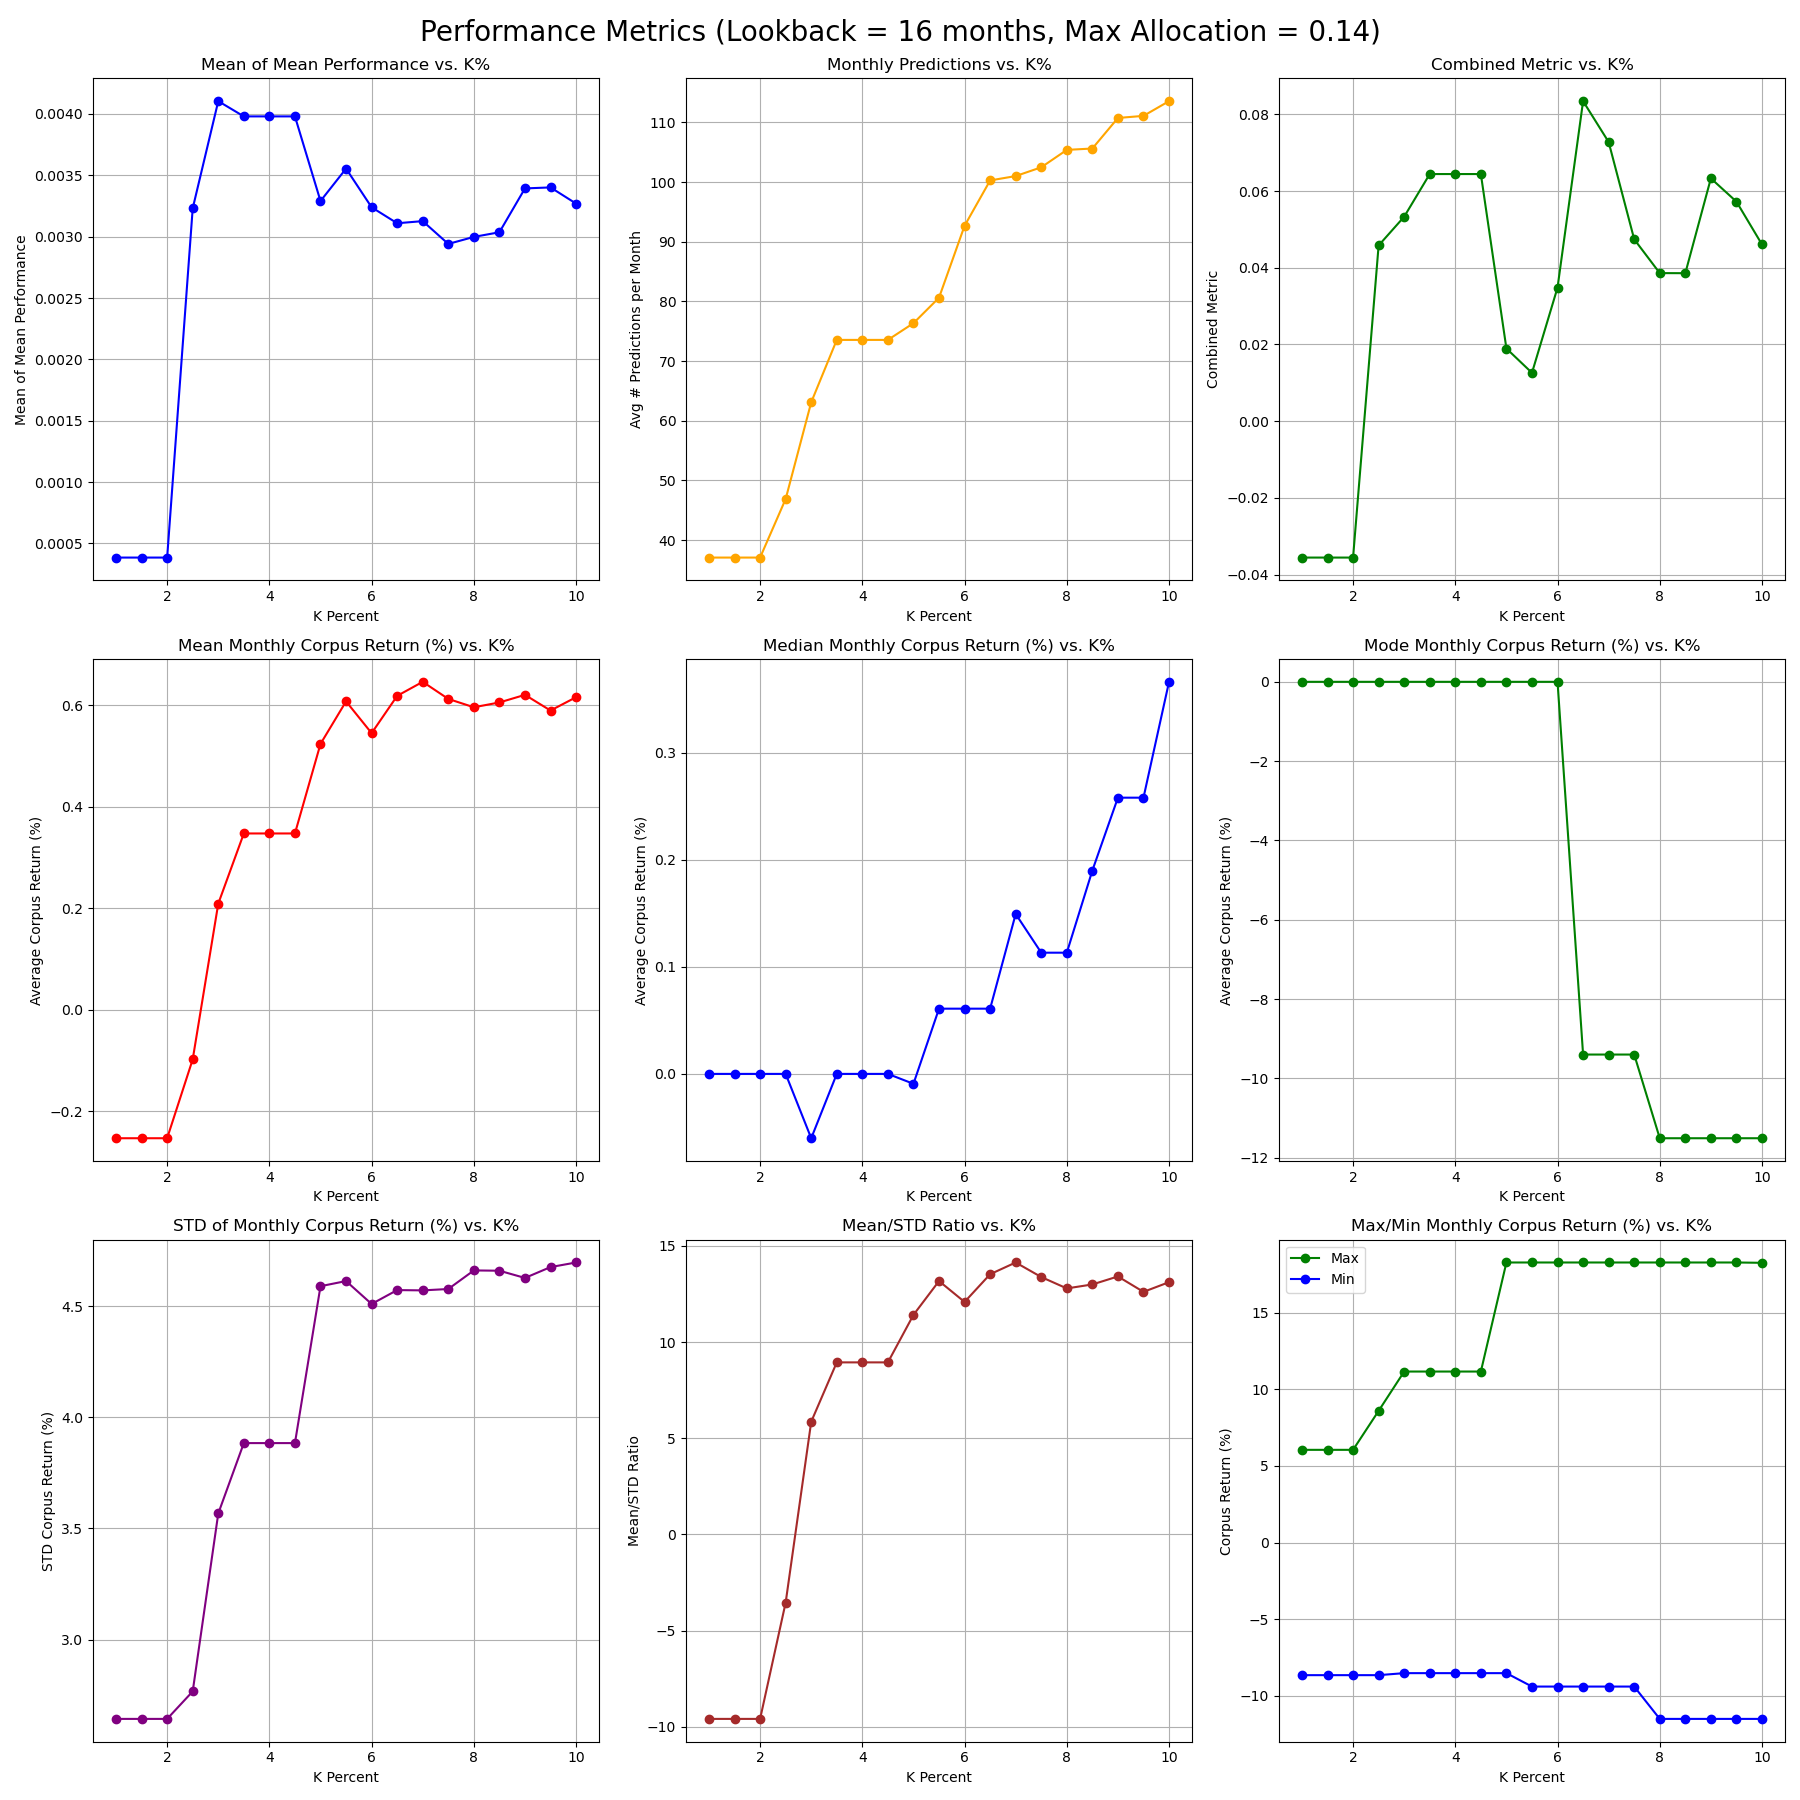 Performance Metrics (Lookback = 16 months, Max Allocation = 0.14)
Mean of Mean Performance vs. K%
Mean of Mean Performance
0.0040
0.0035
0.0030
0.0025
0.0020
0.0015
0.0010
0.0005
2 4 6 8 10
K Percent
Monthly Predictions vs. K%
Avg # Predictions per Month
110
100
90
80
70
60
50
40
2 4 6 8 10
K Percent
Combined Metric vs. K%
Combined Metric
0.08
0.06
0.04
0.02
0.00
−0.02
−0.04
2 4 6 8 10
K Percent
Mean Monthly Corpus Return (%) vs. K%
Average Corpus Return (%)
0.6
0.4
0.2
0.0
−0.2
2 4 6 8 10
K Percent
Median Monthly Corpus Return (%) vs. K%
Average Corpus Return (%)
0.3
0.2
0.1
0.0
2 4 6 8 10
K Percent
Mode Monthly Corpus Return (%) vs. K%
Average Corpus Return (%)
0
−2
−4
−6
−8
−10
−12
2 4 6 8 10
K Percent
STD of Monthly Corpus Return (%) vs. K%
STD Corpus Return (%)
4.5
4.0
3.5
3.0
2 4 6 8 10
K Percent
Mean/STD Ratio vs. K%
Mean/STD Ratio
15
10
5
0
−5
−10
2 4 6 8 10
K Percent
Max/Min Monthly Corpus Return (%) vs. K%
Max
Min
Corpus Return (%)
15
10
5
0
−5
−10
2 4 6 8 10
K Percent